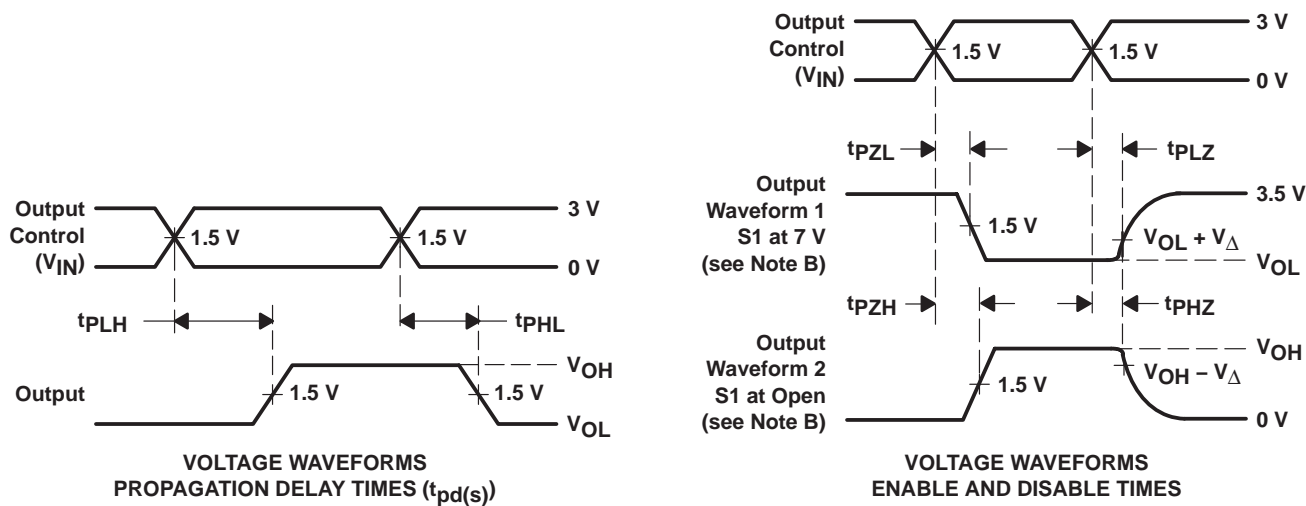 Output
Control
(VIN)
3 V
1.5 V
1.5 V
0 V
tPLH
tPHL
Output
VOH
1.5 V
1.5 V
VOL
VOLTAGE WAVEFORMS
PROPAGATION DELAY TIMES (tpd(s))
Output
Control
(VIN)
3 V
1.5 V
1.5 V
0 V
tPZL
tPLZ
Output
Waveform 1
S1 at 7 V
(see Note B)
3.5 V
1.5 V
VOL + VΔ
VOL
tPZH
tPHZ
Output
Waveform 2
S1 at Open
(see Note B)
VOH
1.5 V
VOH − VΔ
0 V
VOLTAGE WAVEFORMS
ENABLE AND DISABLE TIMES